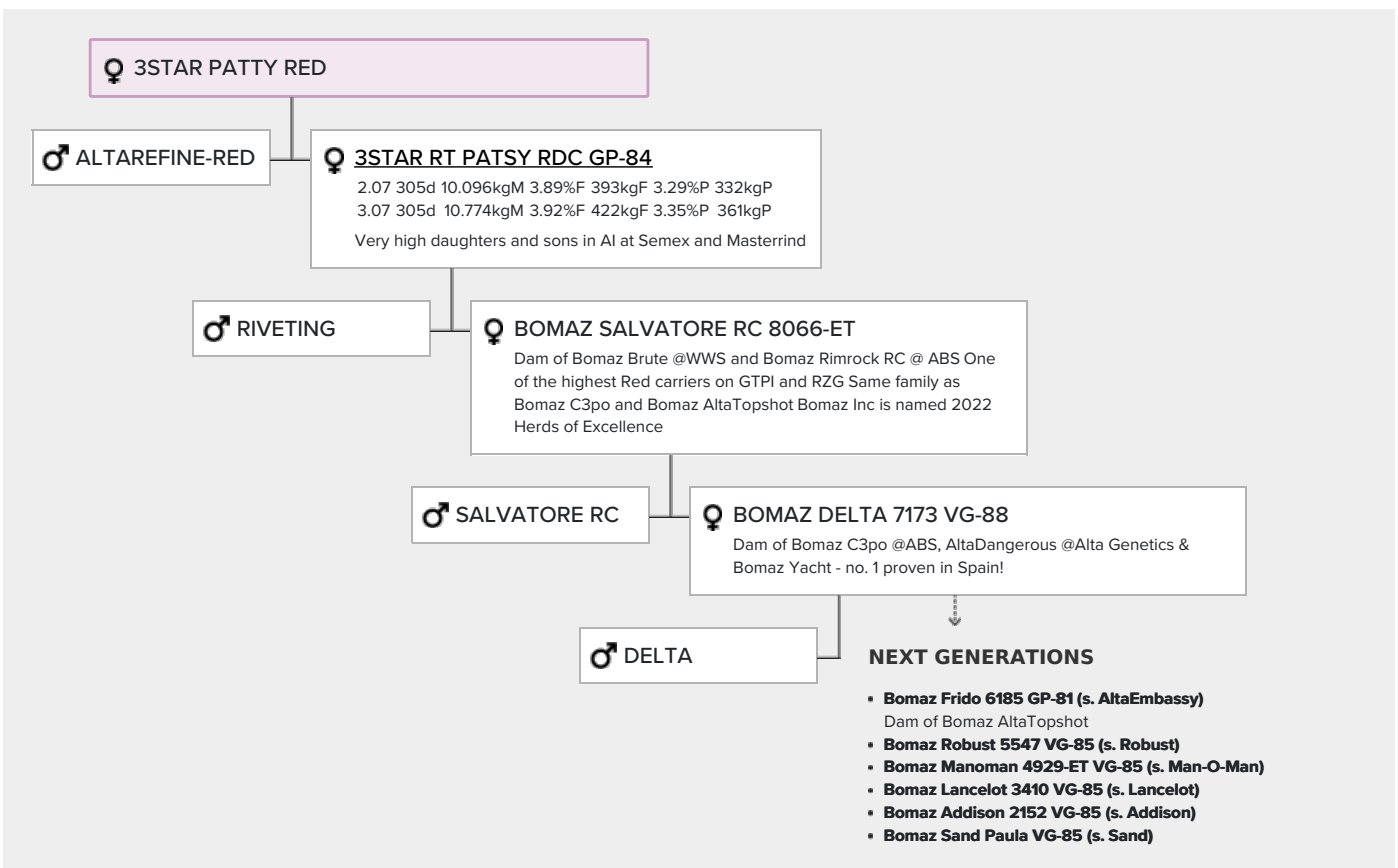 3STAR PATTY RED
ALTAREFINE-RED
3STAR RT PATSY RDC GP-84
2.07 305d 10.096kgM 3.89%F 393kgF 3.29%P 332kgP
3.07 305d 10.774kgM 3.92%F 422kgF 3.35%P 361kgP
Very high daughters and sons in AI at Semex and Masterrind
RIVETING
BOMAZ SALVATORE RC 8066-ET
Dam of Bomaz Brute @WWS and Bomaz Rimrock RC @ ABS One
of the highest Red carriers on GTPI and RZG Same family as
Bomaz C3po and Bomaz AltaTopshot Bomaz Inc is named 2022
Herds of Excellence
SALVATORE RC
BOMAZ DELTA 7173 VG-88
Dam of Bomaz C3po @ABS, AltaDangerous @Alta Genetics &
Bomaz Yacht - no. 1 proven in Spain!
DELTA
NEXT GENERATIONS
• Bomaz Frido 6185 GP-81 (s. AltaEmbassy)
Dam of Bomaz AltaTopshot
• Bomaz Robust 5547 VG-85 (s. Robust)
• Bomaz Manoman 4929-ET VG-85 (s. Man-O-Man)
• Bomaz Lancelot 3410 VG-85 (s. Lancelot)
• Bomaz Addison 2152 VG-85 (s. Addison)
• Bomaz Sand Paula VG-85 (s. Sand)